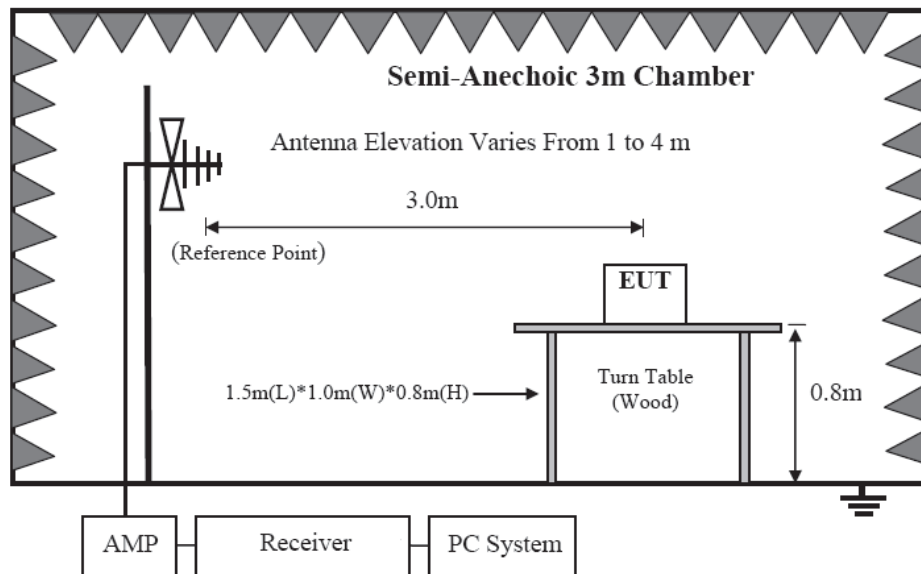 Semi-Anechoic 3m Chamber
Antenna Elevation Varies From 1 to 4 m
3.0m
(Reference Point)
EUT
1.5m(L)*1.0m(W)*0.8m(H)
Turn Table
(Wood)
0.8m
AMP
Receiver
PC System